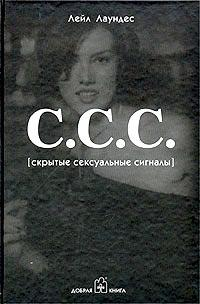 Лейл Лаундес
С.С.С.
[скрытые сексуальные сигналы]
ДОБРАЯ КНИГА